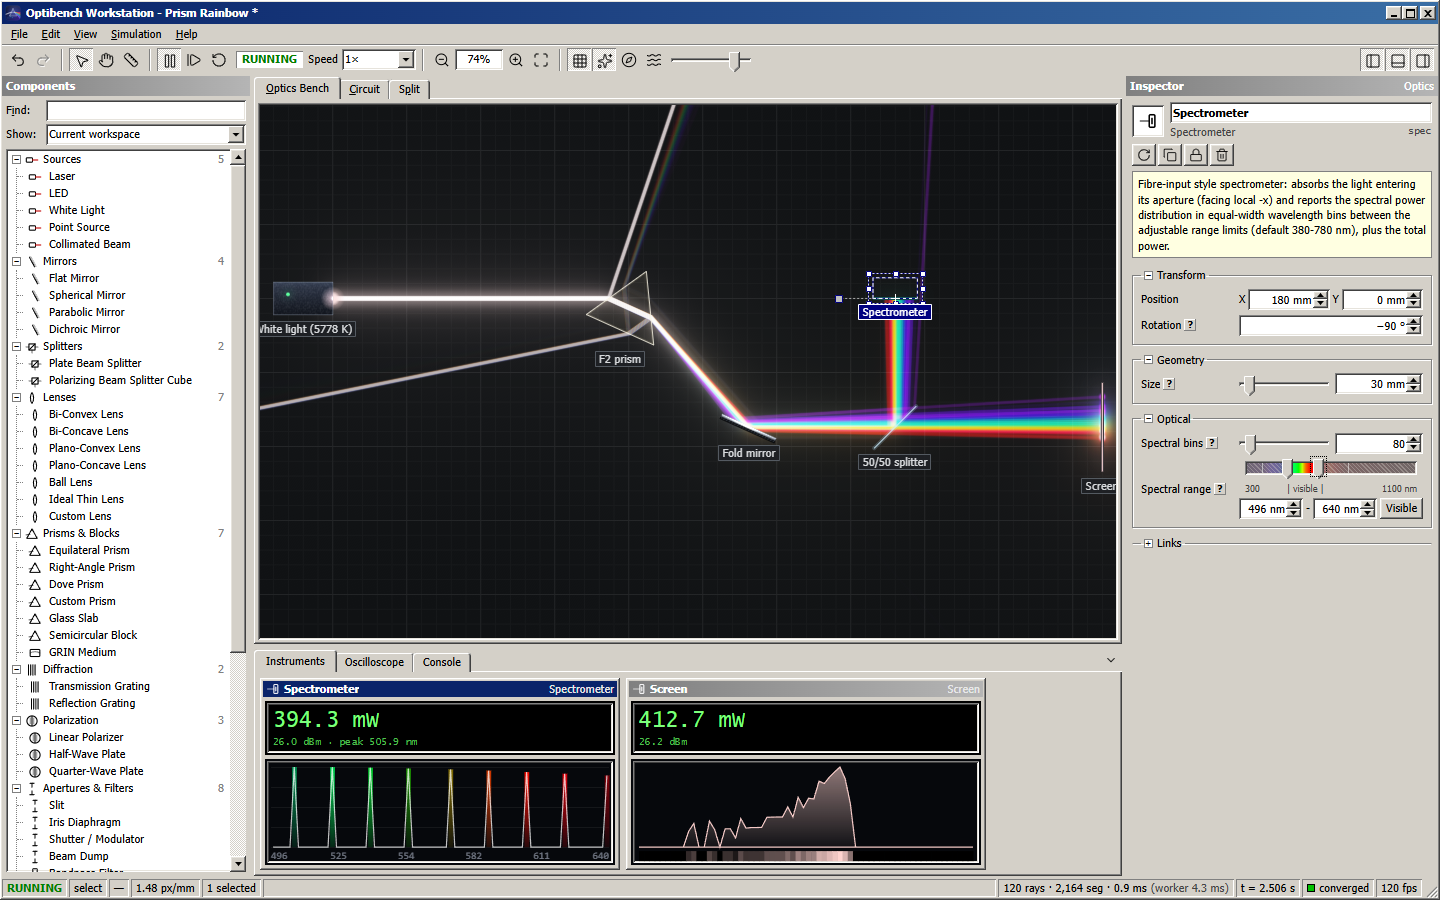 Optibench Workstation - Prism Rainbow *
File Edit View Simulation Help
RUNNING Speed 1× 74%
Components
Find:
Show: Current workspace
Sources 5
Laser
LED
White Light
Point Source
Collimated Beam
Mirrors 4
Flat Mirror
Spherical Mirror
Parabolic Mirror
Dichroic Mirror
Splitters 2
Plate Beam Splitter
Polarizing Beam Splitter Cube
Lenses 7
Bi-Convex Lens
Bi-Concave Lens
Plano-Convex Lens
Plano-Concave Lens
Ball Lens
Ideal Thin Lens
Custom Lens
Prisms & Blocks 7
Equilateral Prism
Right-Angle Prism
Dove Prism
Custom Prism
Glass Slab
Semicircular Block
GRIN Medium
Diffraction 2
Transmission Grating
Reflection Grating
Polarization 3
Linear Polarizer
Half-Wave Plate
Quarter-Wave Plate
Apertures & Filters 8
Slit
Iris Diaphragm
Shutter / Modulator
Beam Dump
Optics Bench Circuit Split
White light (5778 K)
F2 prism
Spectrometer
Fold mirror
50/50 splitter
Screen
Instruments Oscilloscope Console
Spectrometer Spectrometer
394.3 mW
26.0 dBm · peak 505.9 nm
496 525 554 582 611 640
Screen Screen
412.7 mW
26.2 dBm
Inspector Optics
Spectrometer
Spectrometer spec
Fibre-input style spectrometer: absorbs the light entering
its aperture (facing local -x) and reports the spectral power
distribution in equal-width wavelength bins between the
adjustable range limits (default 380-780 nm), plus the total
power.
Transform
Position X 180 mm Y 0 mm
Rotation ? −90 °
Geometry
Size ? 30 mm
Optical
Spectral bins ? 80
Spectral range ? 300 | visible | 1100 nm
496 nm - 640 nm Visible
Links
RUNNING select — 1.48 px/mm 1 selected 120 rays · 2,164 seg · 0.9 ms (worker 4.3 ms) t = 2.506 s converged 120 fps